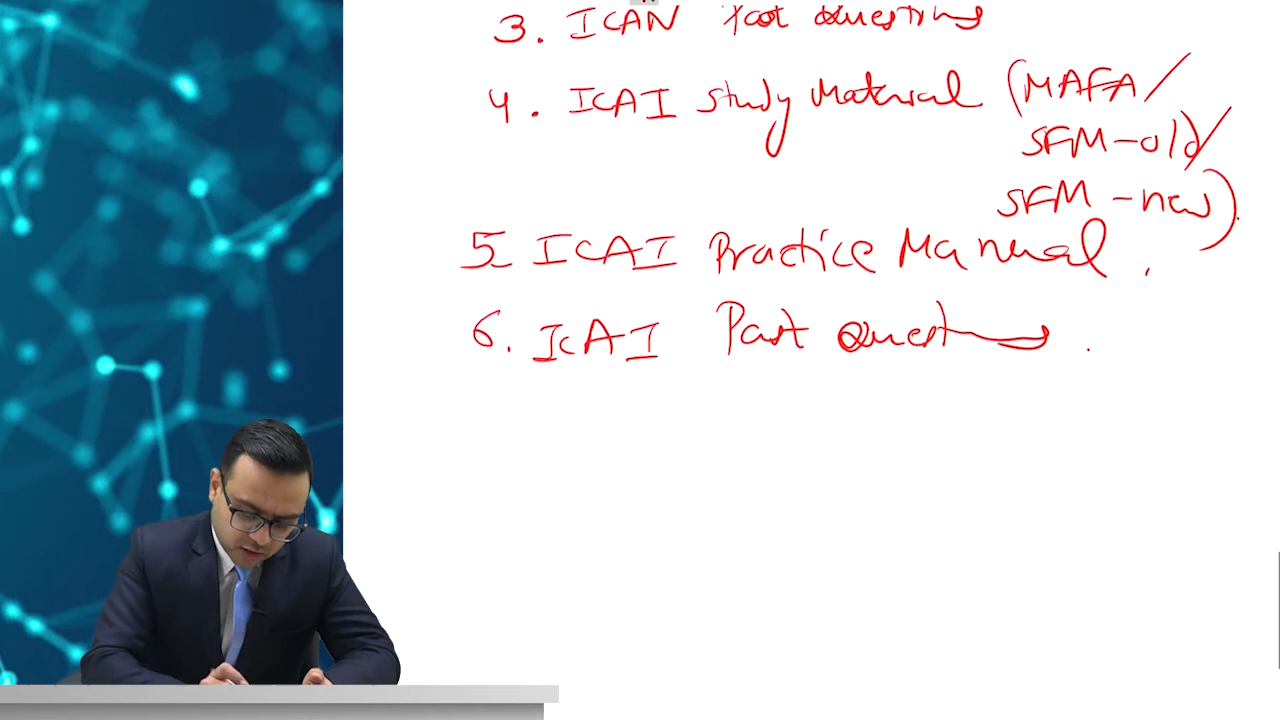 3. ICAN Past Questions
4. ICAI Study Material (MAFA/
SFM-old/
SFM-new).
5 ICAI Practice Manual.
6. ICAI Past Questions.